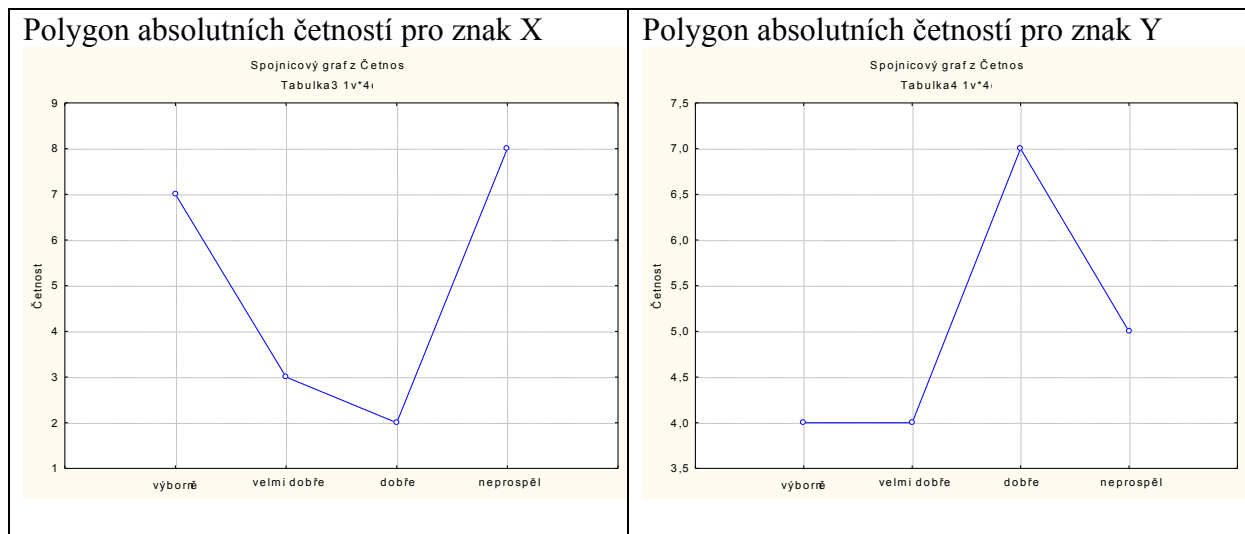 Polygon absolutních četností pro znak X
Spojnicový graf z Četnos
Tabulka3 1v*4
9
8
7
6
5
4
3
2
1
Četnost
výborně
velmi dobře
dobře
neprospěl
Polygon absolutních četností pro znak Y
Spojnicový graf z Četnos
Tabulka4 1v*4
7,5
7,0
6,5
6,0
5,5
5,0
4,5
4,0
3,5
Četnost
výborně
velmi dobře
dobře
neprospěl